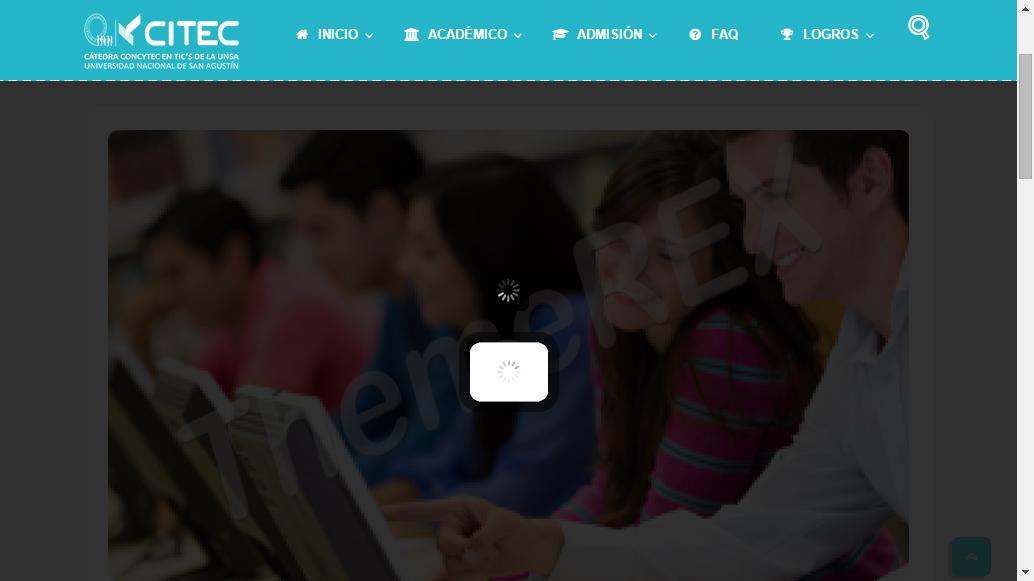 CITEC
CÁTEDRA CONCYTEC EN TIC'S DE LA UNSA
UNIVERSIDAD NACIONAL DE SAN AGUSTÍN
INICIO
ACADÉMICO
ADMISIÓN
FAQ
LOGROS
ThemeREX